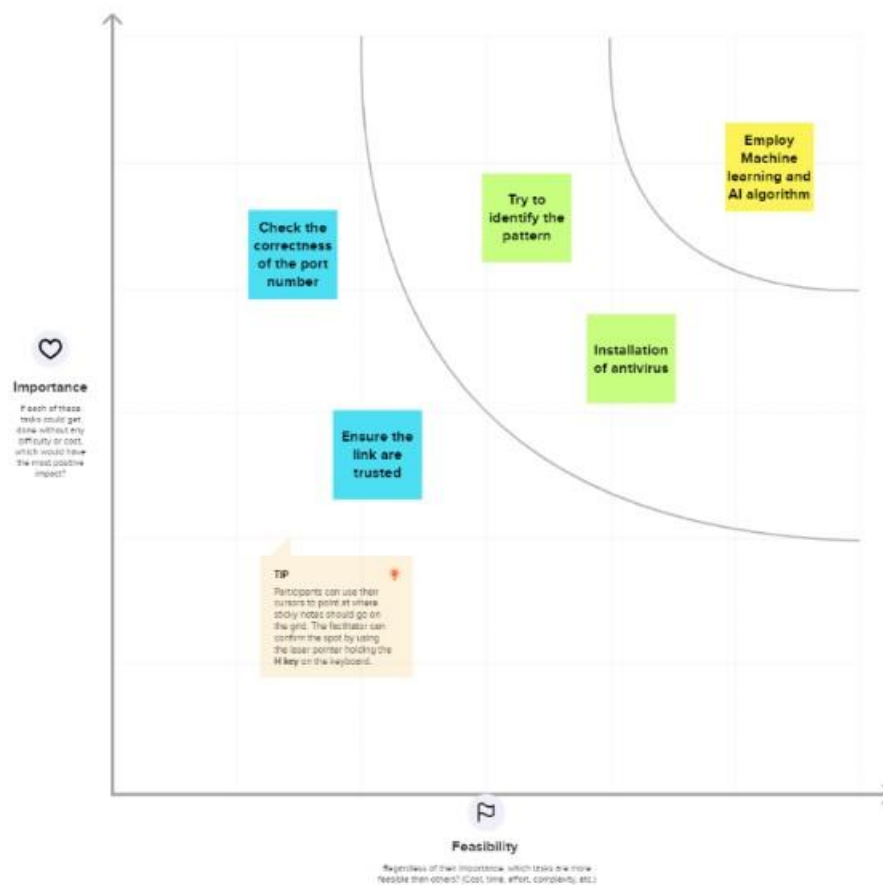 Employ
Machine
learning and
AI algorithm
Try to
identify the
pattern
Check the
correctness
of the port
number
Installation
of antivirus
Importance
If each of these
tasks could get
done without any
difficulty or cost,
which would have
the most positive
impact?
Ensure the
link are
trusted
TIP
Participants can use their
cursors to point at where
sticky notes should go on
the grid. The facilitator can
confirm the spot by using
the laser pointer holding the
H key on the keyboard.
Feasibility
Regardless of their importance, which tasks are more
feasible than others? (Cost, time, effort, complexity, etc.)